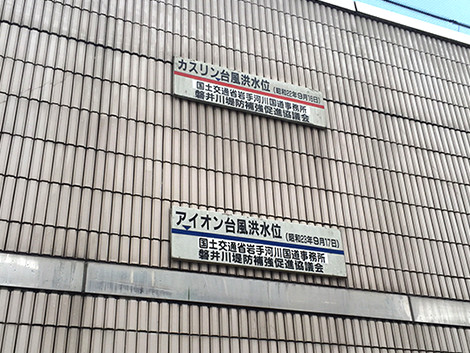 カスリン台風洪水位(昭和22年9月16日)
国土交通省岩手河川国道事務所
磐井川堤防補強促進協議会
アイオン台風洪水位(昭和23年9月17日)
国土交通省岩手河川国道事務所
磐井川堤防補強促進協議会